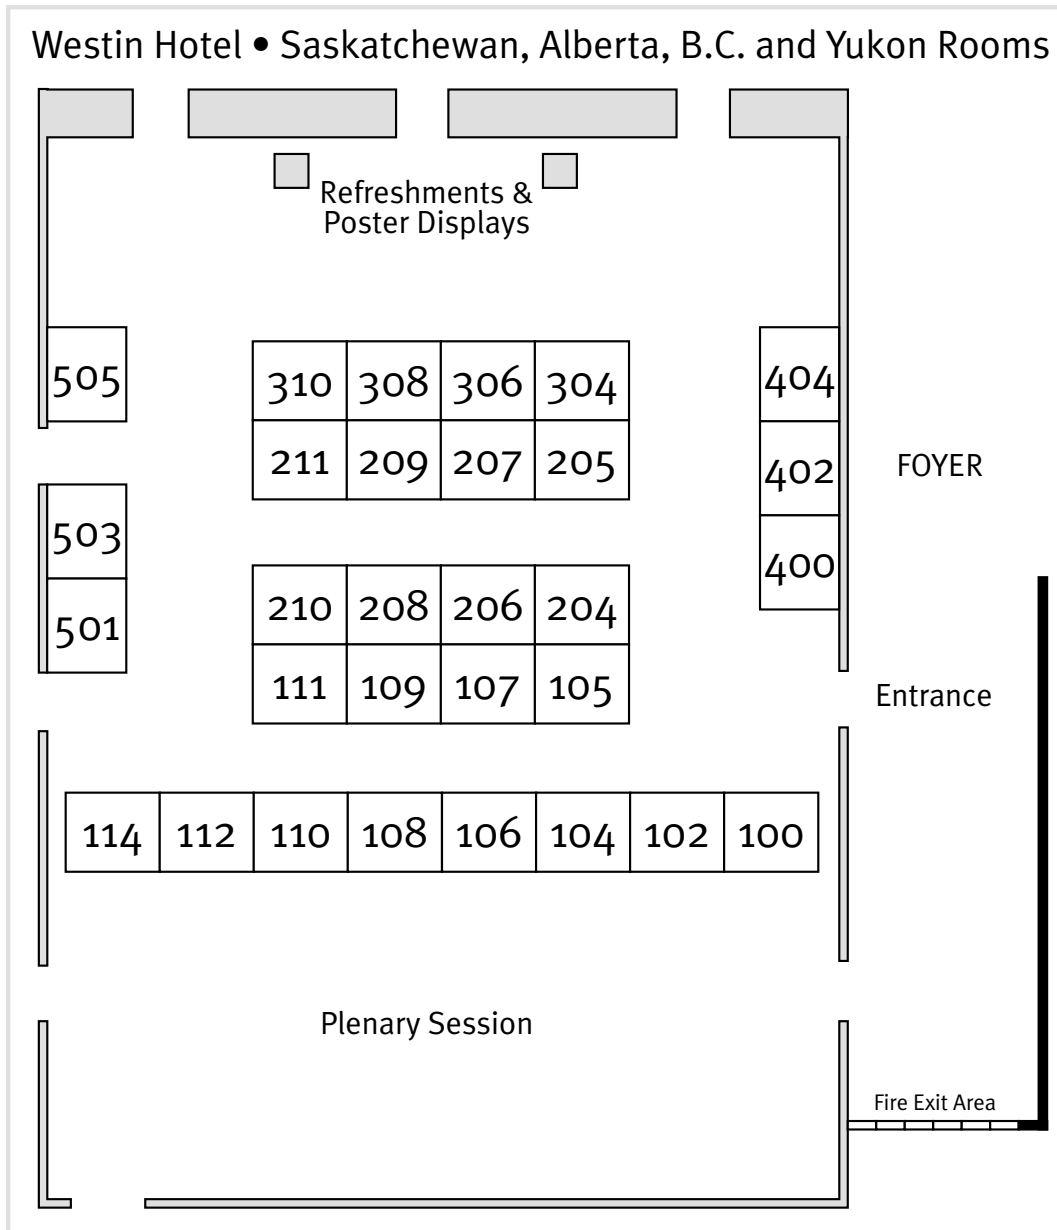 Westin Hotel • Saskatchewan, Alberta, B.C. and Yukon Rooms
Refreshments &
Poster Displays
505
310 308 306 304
404
211 209 207 205
402
FOYER
503
400
210 208 206 204
501
111 109 107 105
Entrance
114 112 110 108 106 104 102 100
Plenary Session
Fire Exit Area